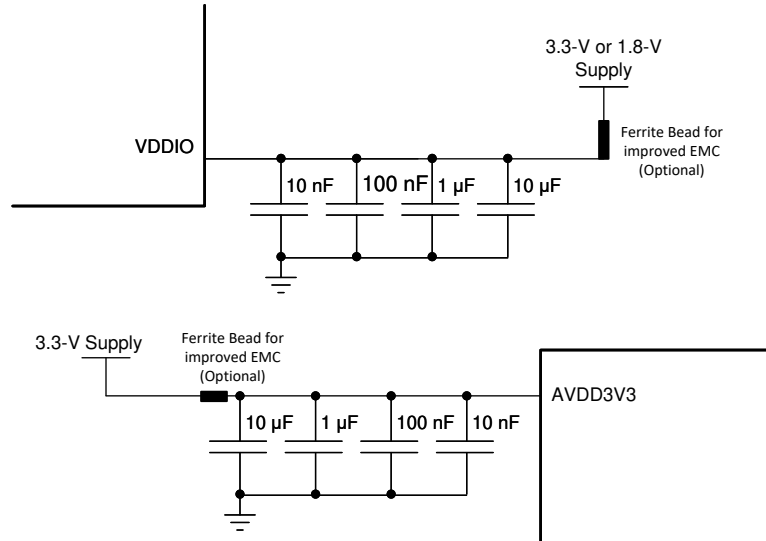 3.3-V or 1.8-V
Supply
Ferrite Bead for
improved EMC
(Optional)
VDDIO
10 nF
100 nF
1 µF
10 µF
3.3-V Supply
Ferrite Bead for
improved EMC
(Optional)
AVDD3V3
10 µF
1 µF
100 nF
10 nF